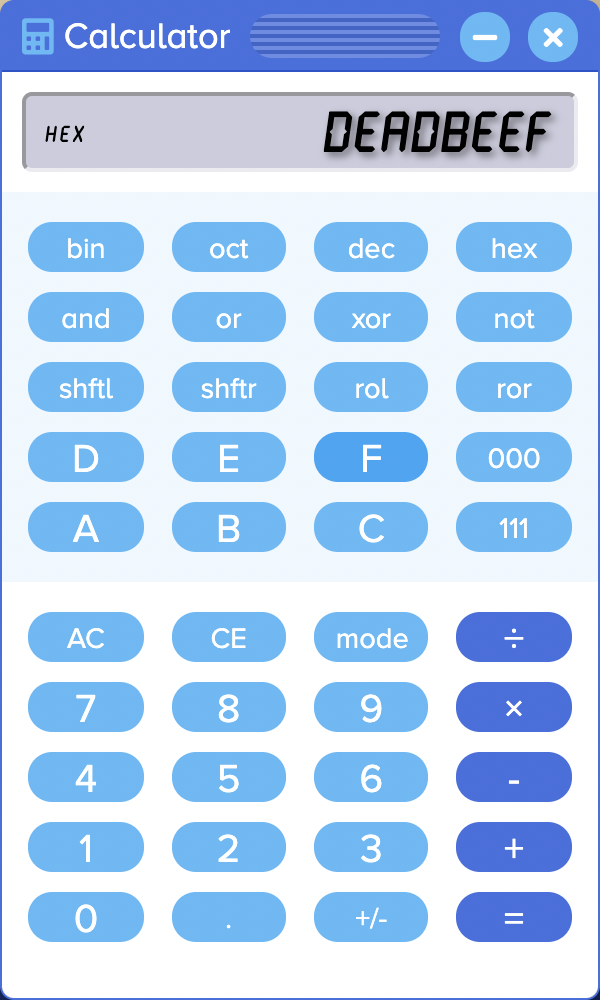 Calculator
HEX DEADBEEF
bin oct dec hex
and or xor not
shftl shftr rol ror
D E F 000
A B C 111
AC CE mode ÷
7 8 9 ×
4 5 6 -
1 2 3 +
0 . +/- =